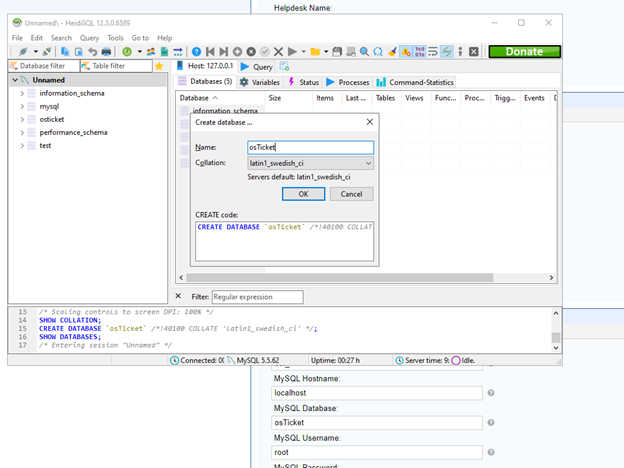 Helpdesk Name:
Unnamed\ - HeidiSQL 12.3.0.6589
File Edit Search Query Tools Go to Help
Donate
Database filter Table filter
Host: 127.0.0.1 Query
Unnamed
information_schema
mysql
osticket
performance_schema
test
Databases (5) Variables Status Processes Command-Statistics
Database Size Items Last ... Tables Views Func... Proc... Trigg... Events
information_schema
Create database ...
Name: osTicket
Collation: latin1_swedish_ci
Servers default: latin1_swedish_ci
OK Cancel
CREATE code:
CREATE DATABASE `osTicket` /*!40100 COLLAT
Filter: Regular expression
13 /* Scaling controls to screen DPI: 100% */
14 SHOW COLLATION;
15 CREATE DATABASE `osTicket` /*!40100 COLLATE 'latin1_swedish_ci' */;
16 SHOW DATABASES;
17 /* Entering session "Unnamed" */
Connected: 00 MySQL 5.5.62 Uptime: 00:27 h Server time: 9: Idle.
MySQL Hostname:
localhost
MySQL Database:
osTicket
MySQL Username:
root
MySQL Password: